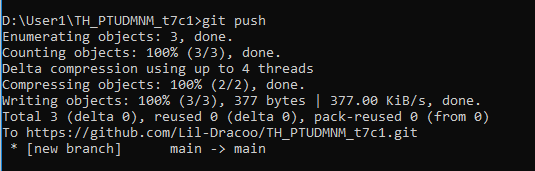 D:\User1\TH_PTUDMNM_t7c1>git push
Enumerating objects: 3, done.
Counting objects: 100% (3/3), done.
Delta compression using up to 4 threads
Compressing objects: 100% (2/2), done.
Writing objects: 100% (3/3), 377 bytes | 377.00 KiB/s, done.
Total 3 (delta 0), reused 0 (delta 0), pack-reused 0 (from 0)
To https://github.com/Lil-Dracoo/TH_PTUDMNM_t7c1.git
 * [new branch]      main -> main